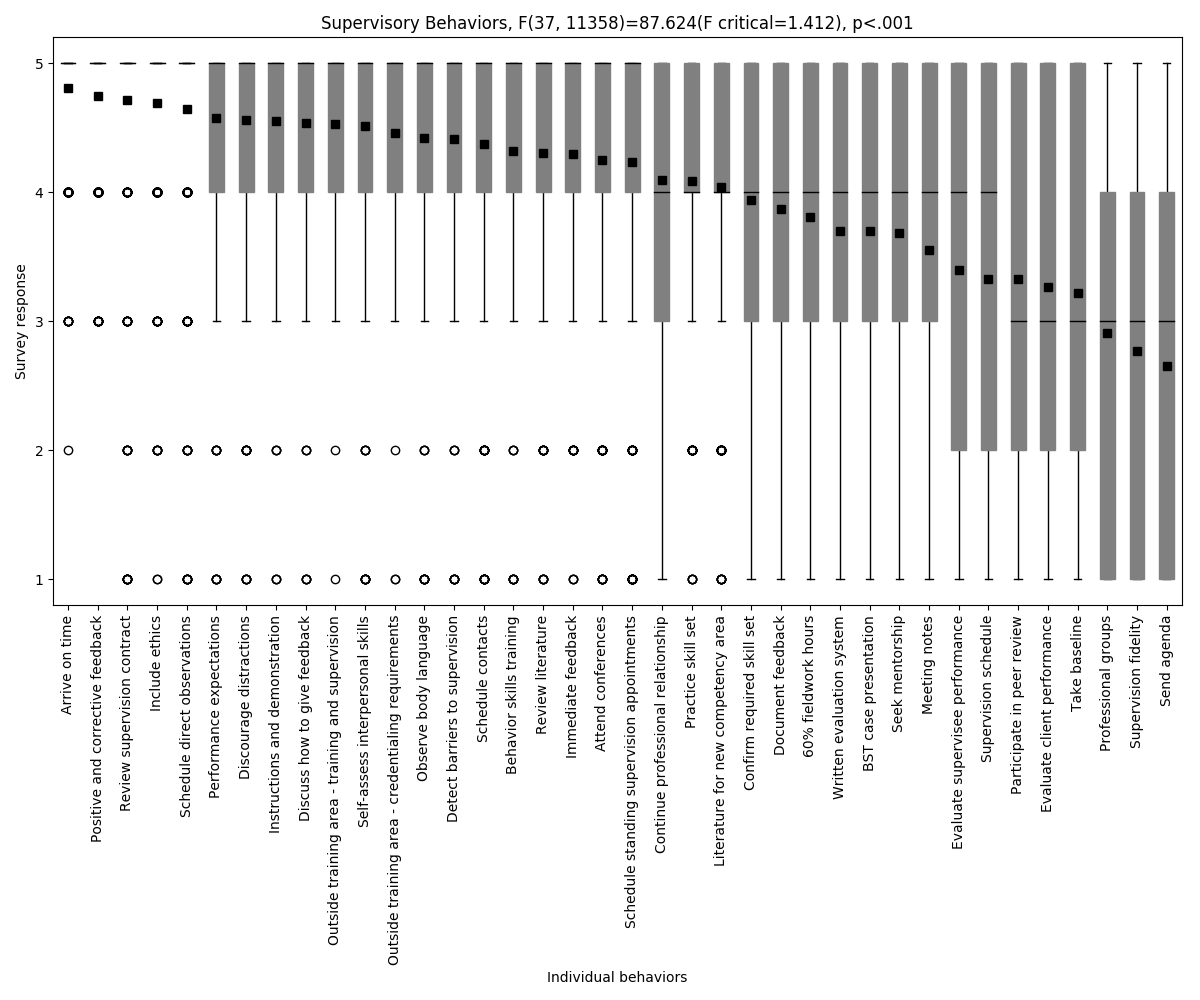 Supervisory Behaviors, F(37, 11358)=87.624(F critical=1.412), p<.001
Survey response
5
4
3
2
1
Arrive on time
Positive and corrective feedback
Review supervision contract
Include ethics
Schedule direct observations
Performance expectations
Discourage distractions
Instructions and demonstration
Discuss how to give feedback
Outside training area - training and supervision
Self-assess interpersonal skills
Outside training area - credentialing requirements
Observe body language
Detect barriers to supervision
Schedule contacts
Behavior skills training
Review literature
Immediate feedback
Attend conferences
Schedule standing supervision appointments
Continue professional relationship
Practice skill set
Literature for new competency area
Confirm required skill set
Document feedback
60% fieldwork hours
Written evaluation system
BST case presentation
Seek mentorship
Meeting notes
Evaluate supervisee performance
Supervision schedule
Participate in peer review
Evaluate client performance
Take baseline
Professional groups
Supervision fidelity
Send agenda
Individual behaviors